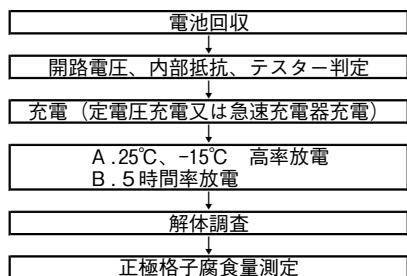 電池回収
開路電圧、内部抵抗、テスター判定
充電（定電圧充電又は急速充電器充電）
A．25℃、-15℃　高率放電
B．5時間率放電
解体調査
正極格子腐食量測定